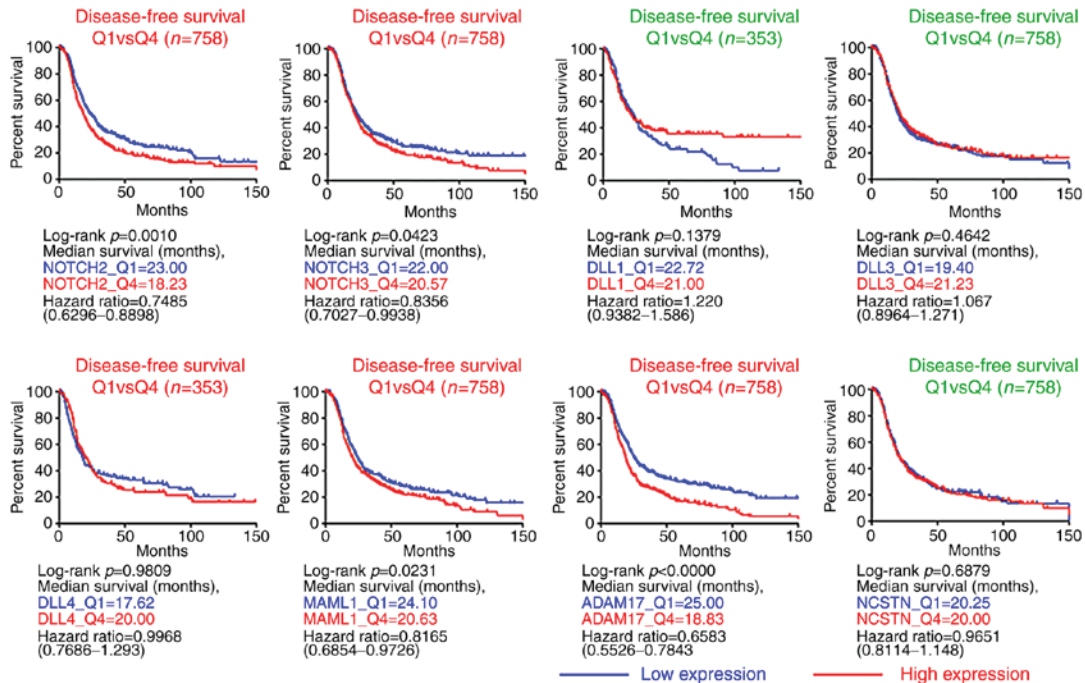 Disease-free survival
Q1vsQ4 (n=758)
100
80
60
40
20
0
Percent survival
0 50 100 150
Months
Log-rank p=0.0010
Median survival (months),
NOTCH2_Q1=23.00
NOTCH2_Q4=18.23
Hazard ratio=0.7485
(0.6296–0.8898)
Disease-free survival
Q1vsQ4 (n=758)
100
80
60
40
20
0
Percent survival
0 50 100 150
Months
Log-rank p=0.0423
Median survival (months),
NOTCH3_Q1=22.00
NOTCH3_Q4=20.57
Hazard ratio=0.8356
(0.7027–0.9938)
Disease-free survival
Q1vsQ4 (n=353)
100
80
60
40
20
0
Percent survival
0 50 100 150
Months
Log-rank p=0.1379
Median survival (months),
DLL1_Q1=22.72
DLL1_Q4=21.00
Hazard ratio=1.220
(0.9382–1.586)
Disease-free survival
Q1vsQ4 (n=758)
100
80
60
40
20
0
Percent survival
0 50 100 150
Months
Log-rank p=0.4642
Median survival (months),
DLL3_Q1=19.40
DLL3_Q4=21.23
Hazard ratio=1.067
(0.8964–1.271)
Disease-free survival
Q1vsQ4 (n=353)
100
80
60
40
20
0
Percent survival
0 50 100 150
Months
Log-rank p=0.9809
Median survival (months),
DLL4_Q1=17.62
DLL4_Q4=20.00
Hazard ratio=0.9968
(0.7686–1.293)
Disease-free survival
Q1vsQ4 (n=758)
100
80
60
40
20
0
Percent survival
0 50 100 150
Months
Log-rank p=0.0231
Median survival (months),
MAML1_Q1=24.10
MAML1_Q4=20.63
Hazard ratio=0.8165
(0.6854–0.9726)
Disease-free survival
Q1vsQ4 (n=758)
100
80
60
40
20
0
Percent survival
0 50 100 150
Months
Log-rank p<0.0000
Median survival (months),
ADAM17_Q1=25.00
ADAM17_Q4=18.83
Hazard ratio=0.6583
(0.5526–0.7843
Disease-free survival
Q1vsQ4 (n=758)
100
80
60
40
20
0
Percent survival
0 50 100 150
Months
Log-rank p=0.6879
Median survival (months),
NCSTN_Q1=20.25
NCSTN_Q4=20.00
Hazard ratio=0.9651
(0.8114–1.148)
Low expression
High expression